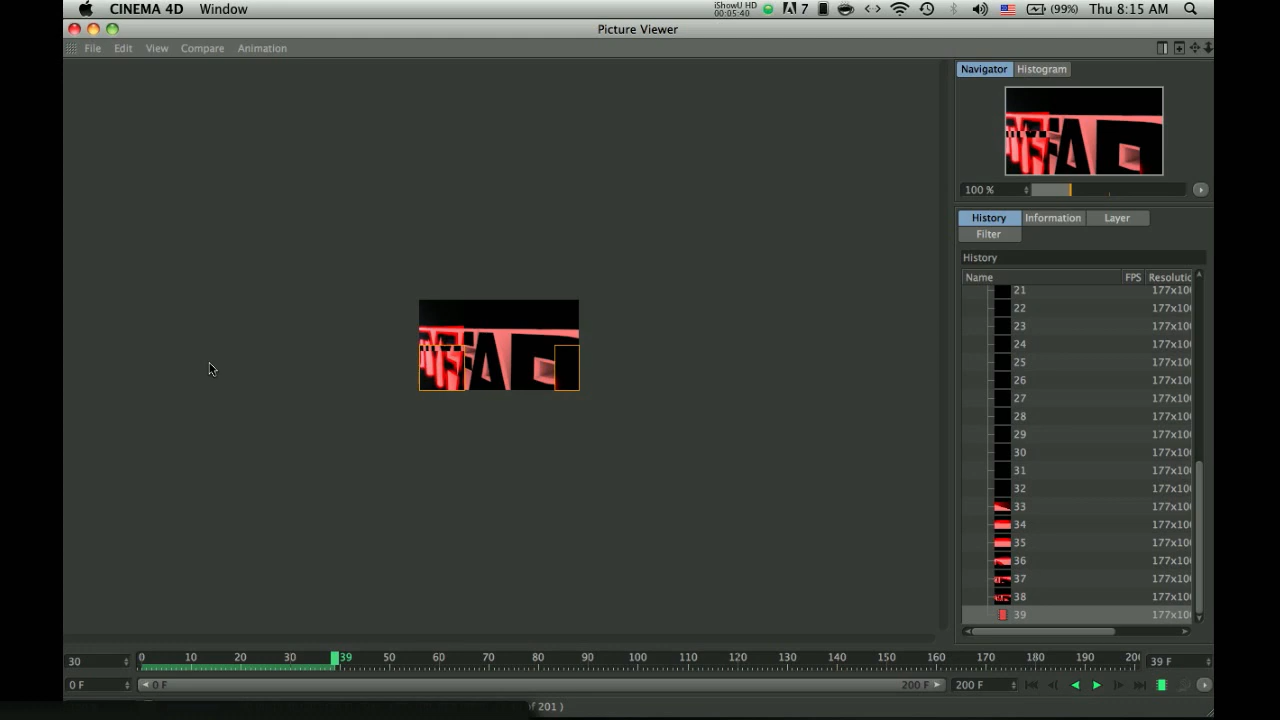 CINEMA 4D Window
iShowU HD
00:05:40
7
(99%) Thu 8:15 AM
Picture Viewer
File Edit View Compare Animation
Navigator Histogram
100 %
History Information Layer
Filter
History
Name FPS Resolutic
21 177x10
22 177x10
23 177x10
24 177x10
25 177x10
26 177x10
27 177x10
28 177x10
29 177x10
30 177x10
31 177x10
32 177x10
33 177x10
34 177x10
35 177x10
36 177x10
37 177x10
38 177x10
39 177x10
30 0 10 20 30 39 50 60 70 80 90 100 110 120 130 140 150 160 170 180 190 20 39 F
0 F 0 F 200 F 200 F
of 201 )